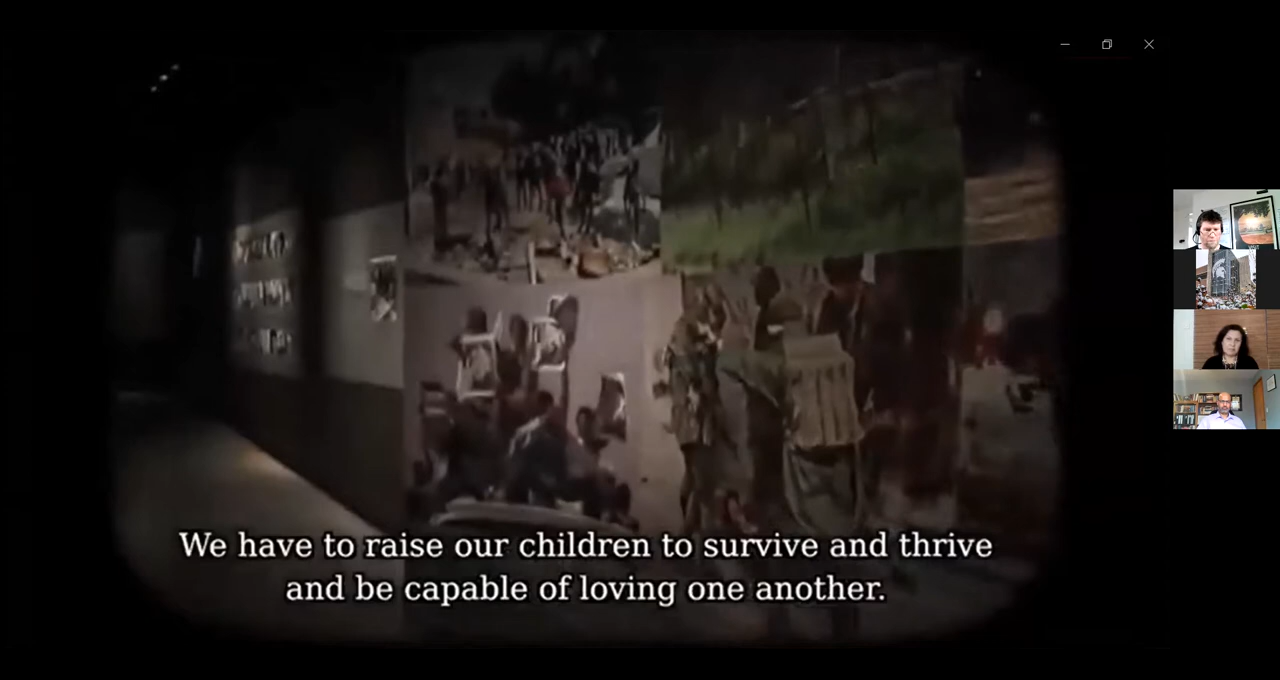 We have to raise our children to survive and thrive
and be capable of loving one another.